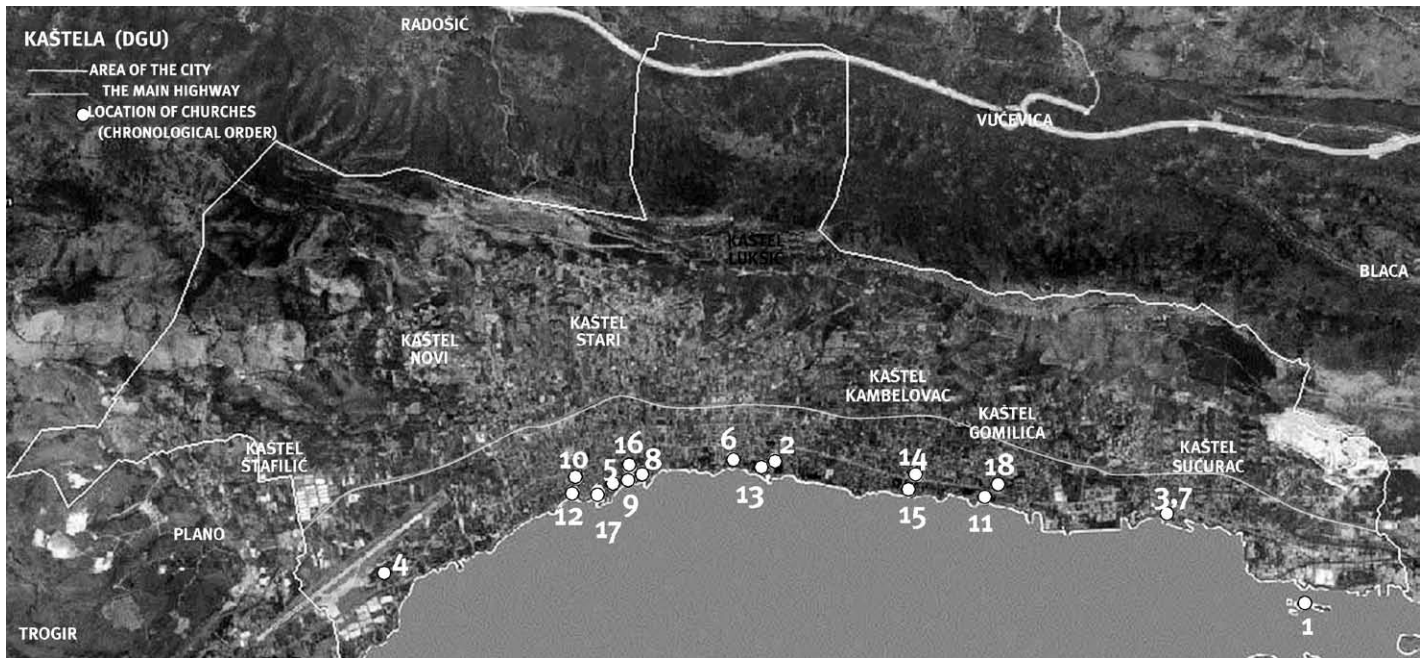 RADOŠIĆ
KAŠTELA (DGU)
AREA OF THE CITY
THE MAIN HIGHWAY
LOCATION OF CHURCHES
(CHRONOLOGICAL ORDER)
VUČEVICA
KAŠTEL
LUKŠIĆ
BLACA
KAŠTEL
NOVI
KAŠTEL
STARI
KAŠTEL
KAMBELOVAC
KAŠTEL
GOMILICA
KAŠTEL
ŠTAFILIĆ
KAŠTEL
SUĆURAC
16
6
2
10
5
8
14
18
9
13
12
17
15
11
3,7
PLANO
4
1
TROGIR